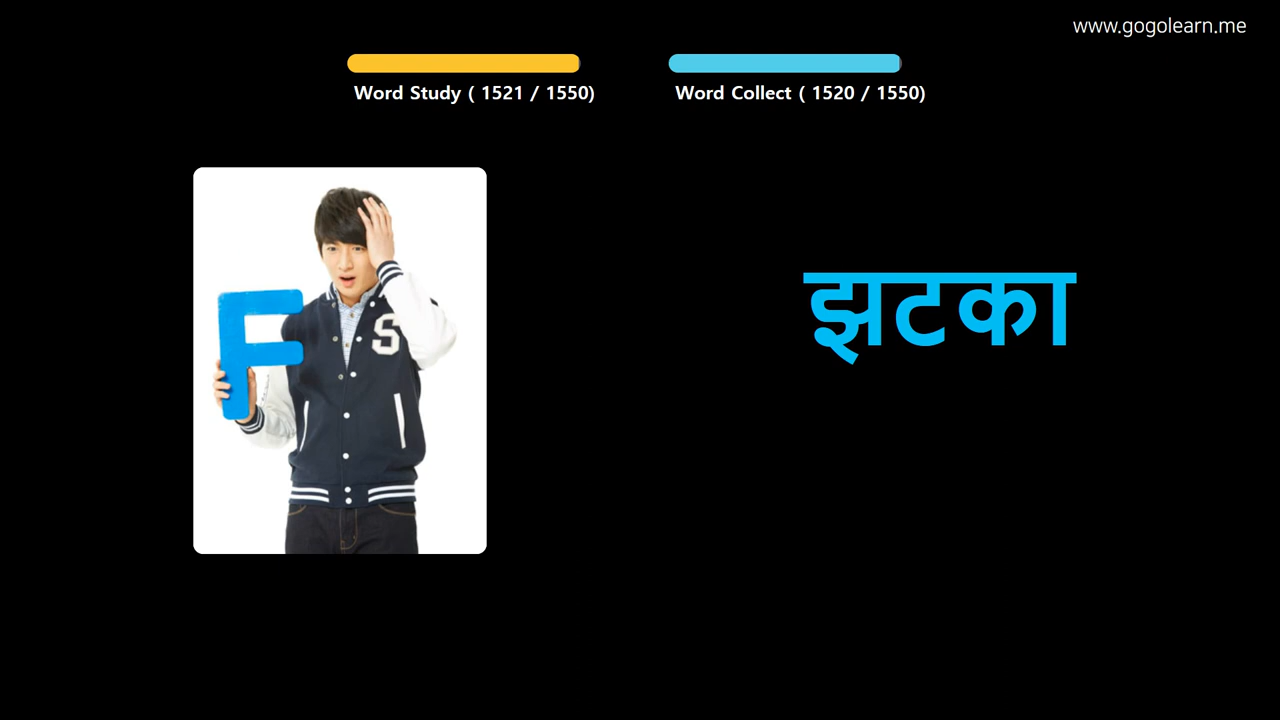 www.gogolearn.me
Word Study ( 1521 / 1550)
Word Collect ( 1520 / 1550)
F
S
झटका